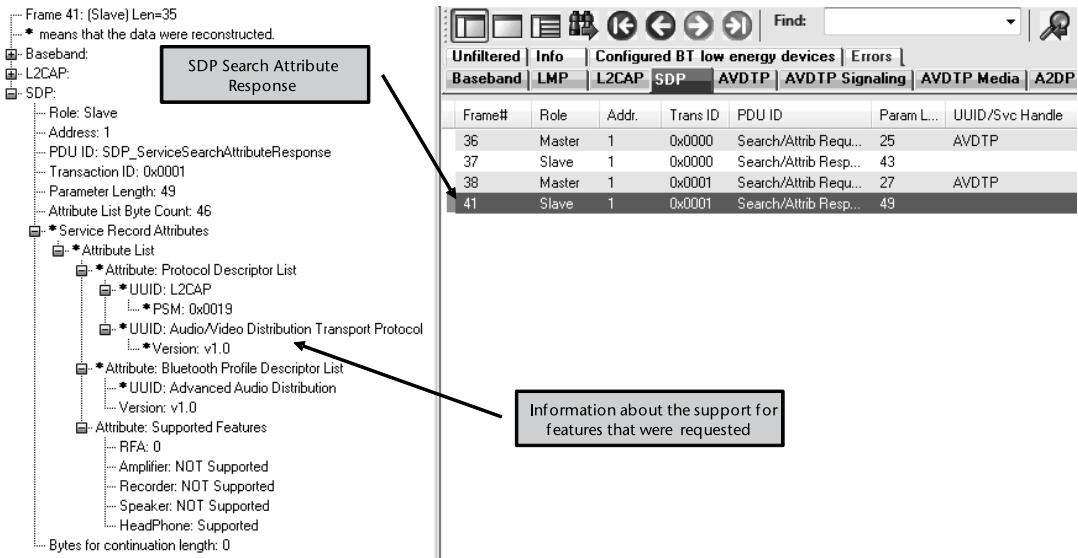 Frame 41: (Slave) Len=35
* means that the data were reconstructed.
Baseband:
L2CAP:
SDP:
Role: Slave
Address: 1
PDU ID: SDP_ServiceSearchAttributeResponse
Transaction ID: 0x0001
Parameter Length: 49
Attribute List Byte Count: 46
* Service Record Attributes
* Attribute List
* Attribute: Protocol Descriptor List
* UUID: L2CAP
* PSM: 0x0019
* UUID: Audio/Video Distribution Transport Protocol
* Version: v1.0
* Attribute: Bluetooth Profile Descriptor List
* UUID: Advanced Audio Distribution
Version: v1.0
Attribute: Supported Features
RFA: 0
Amplifier: NOT Supported
Recorder: NOT Supported
Speaker: NOT Supported
HeadPhone: Supported
Bytes for continuation length: 0
SDP Search Attribute
Response
Information about the support for
features that were requested
Find:
Unfiltered Info Configured BT low energy devices Errors
Baseband LMP L2CAP SDP AVDTP AVDTP Signaling AVDTP Media A2DP
Frame# Role Addr. Trans ID PDU ID Param L... UUID/Svc Handle
36 Master 1 0x0000 Search/Attrib Requ... 25 AVDTP
37 Slave 1 0x0000 Search/Attrib Resp... 43
38 Master 1 0x0001 Search/Attrib Requ... 27 AVDTP
41 Slave 1 0x0001 Search/Attrib Resp... 49